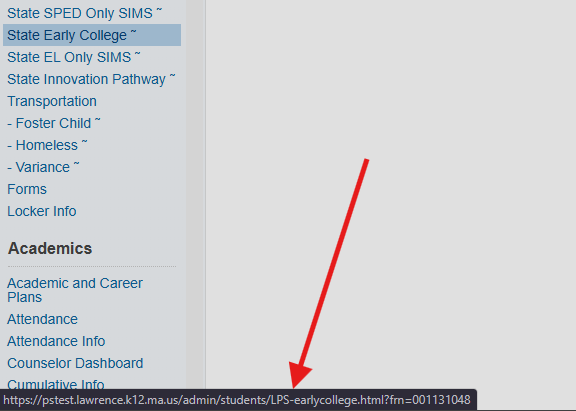 State SPED Only SIMS ~
State Early College ~
State EL Only SIMS ~
State Innovation Pathway ~
Transportation
- Foster Child ~
- Homeless ~
- Variance ~
Forms
Locker Info
Academics
Academic and Career
Plans
Attendance
Attendance Info
Counselor Dashboard
Cumulative Info
https://pstest.lawrence.k12.ma.us/admin/students/LPS-earlycollege.html?frn=001131048